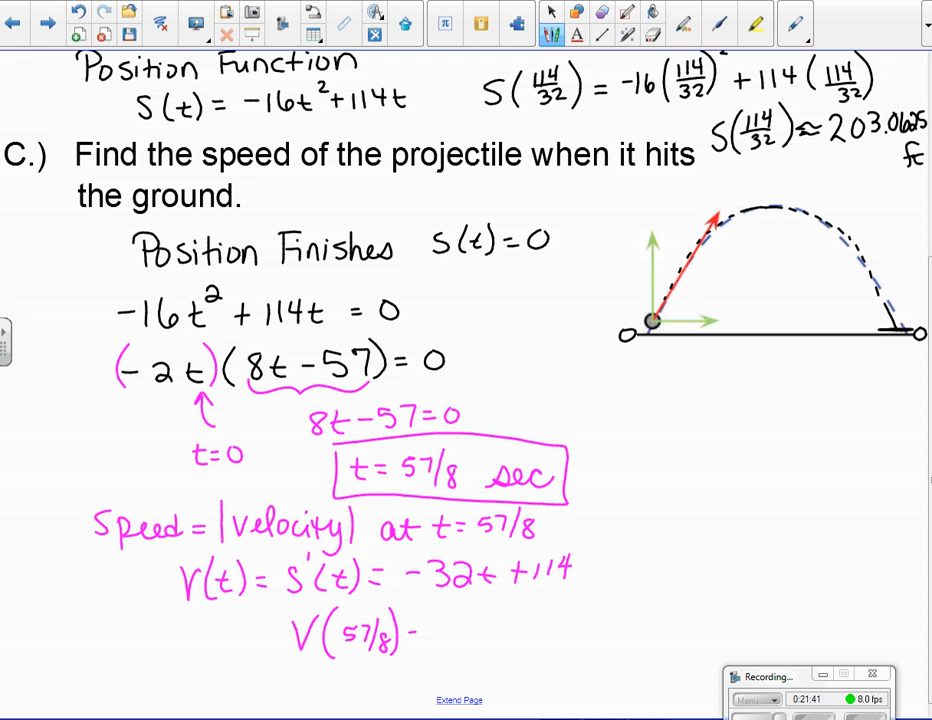 Position Function
S(t) = -16t² + 114t
S(114/32) = -16(114/32)² + 114(114/32)
S(114/32) ≈ 203.0625 ft
C.) Find the speed of the projectile when it hits
the ground.
Position Finishes S(t) = 0
-16t² + 114t = 0
(-2t)(8t - 57) = 0
t=0
8t - 57 = 0
t = 57/8 sec
Speed = |velocity| at t = 57/8
V(t) = S'(t) = -32t + 114
V(57/8) -
0
0
Extend Page
Recording...
Menu
0:21:41
8.0 fps